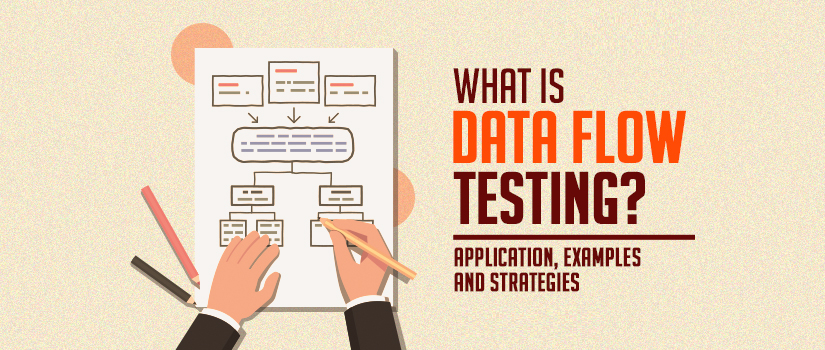 WHAT IS
DATA FLOW
TESTING?
APPLICATION, EXAMPLES
AND STRATEGIES